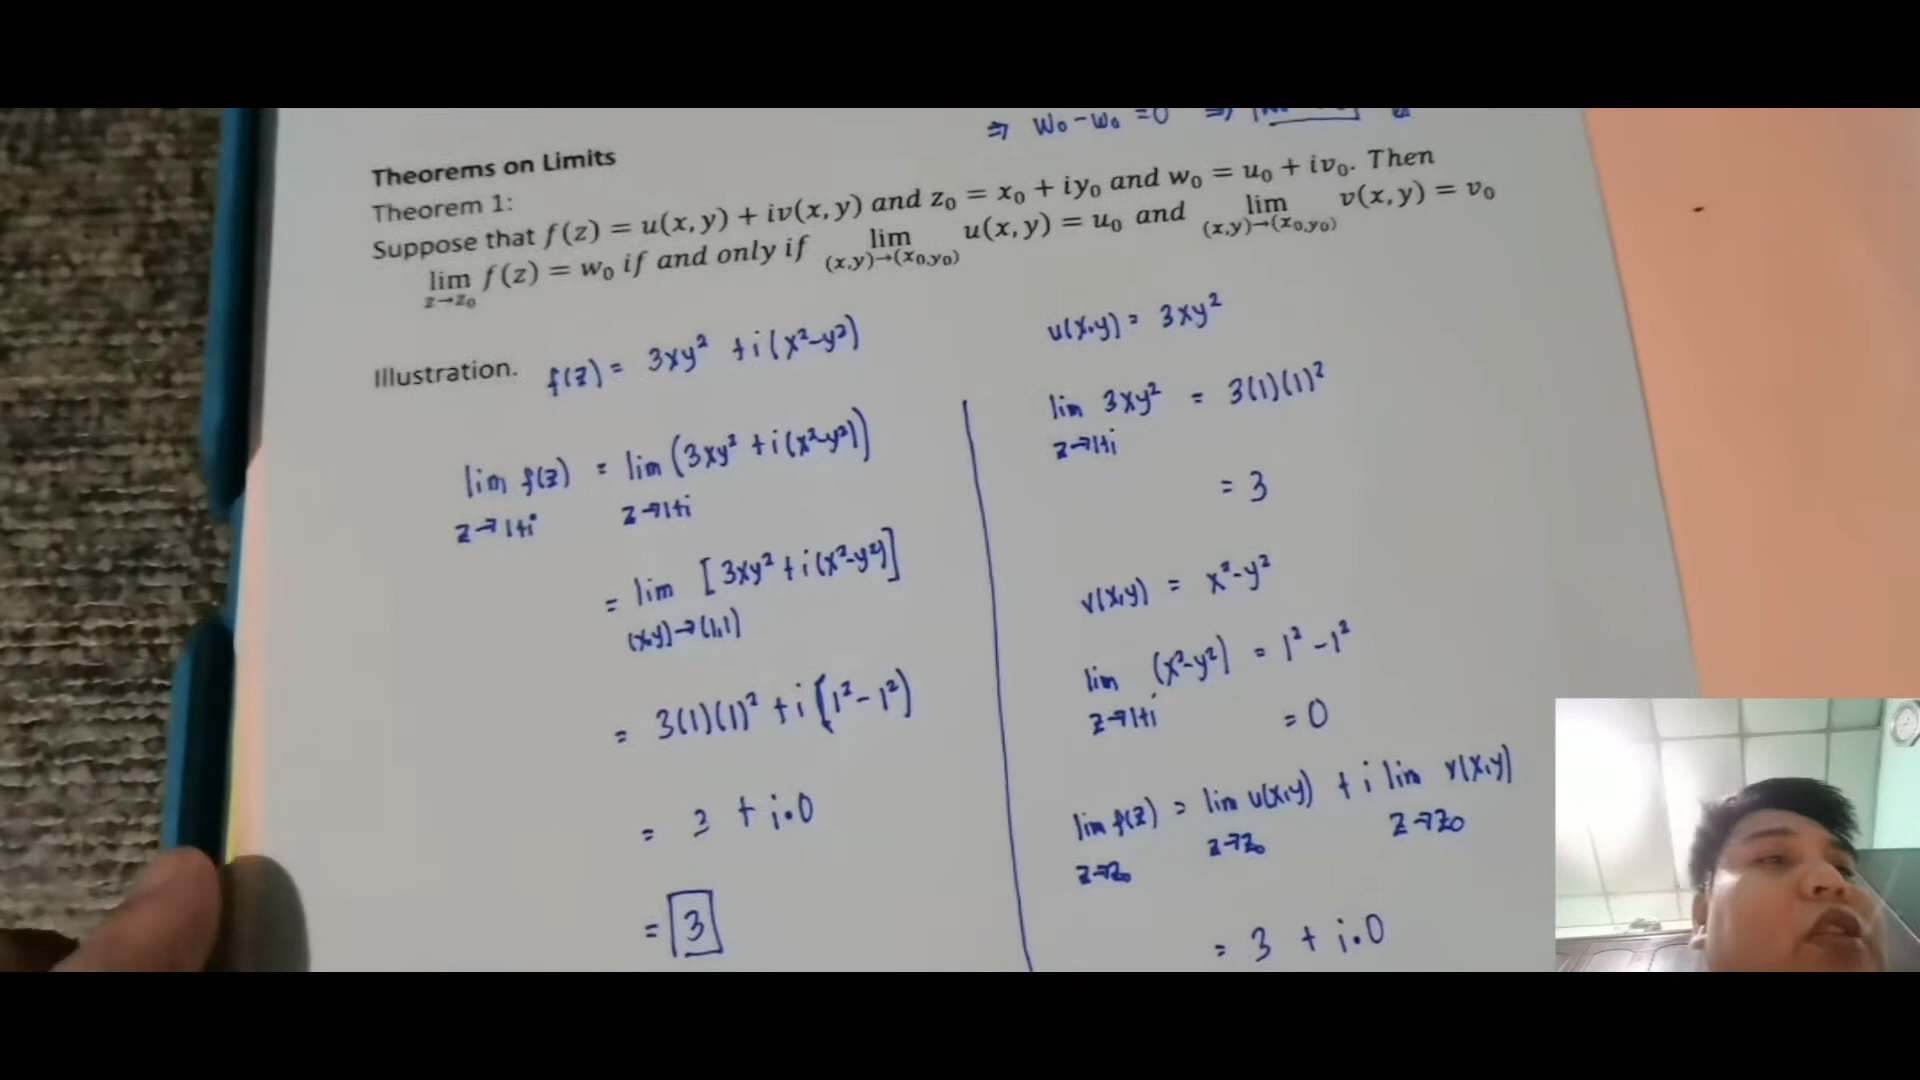 ⇒ W₀ - W₀ = 0 ⇒
Theorems on Limits
Theorem 1:
Suppose that f(z) = u(x, y) + iv(x, y) and z₀ = x₀ + iy₀ and w₀ = u₀ + iv₀. Then
lim f(z) = w₀ if and only if lim u(x, y) = u₀ and lim v(x, y) = v₀
z→z₀ (x,y)→(x₀,y₀) (x,y)→(x₀,y₀)
Illustration. f(z) = 3xy² + i(x²-y²)
lim f(z) = lim (3xy² + i(x²-y²))
z→1+i z→1+i
= lim [3xy² + i(x²-y²)]
(x,y)→(1,1)
= 3(1)(1)² + i(1² - 1²)
= 3 + i•0
= 3
u(x,y) = 3xy²
lim 3xy² = 3(1)(1)²
z→1+i
= 3
v(x,y) = x²-y²
lim (x²-y²) = 1² - 1²
z→1+i
= 0
lim f(z) = lim u(x,y) + i lim v(x,y)
z→z₀ z→z₀ z→z₀
= 3 + i•0